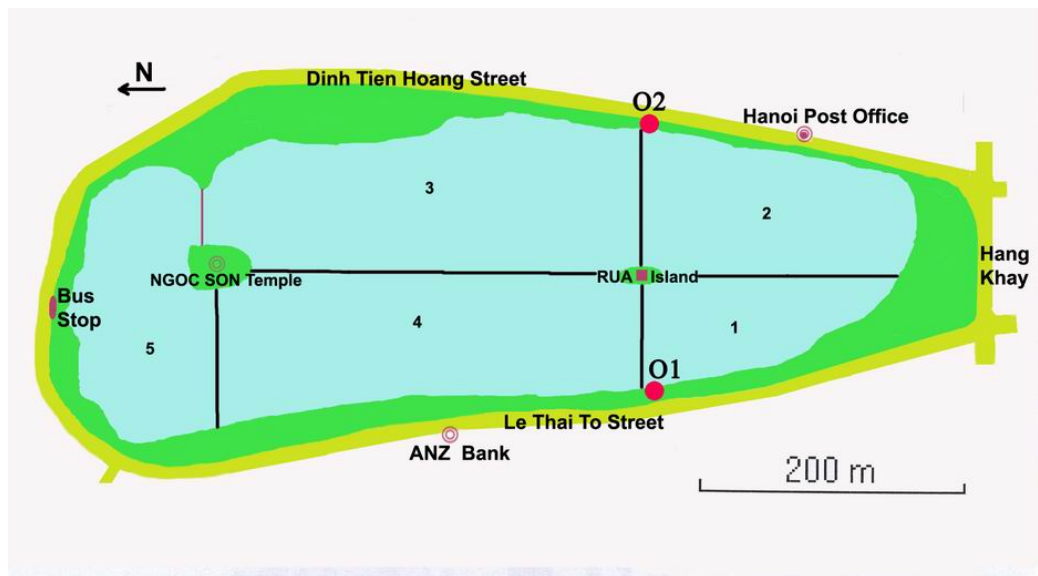 N
Dinh Tien Hoang Street
O2
Hanoi Post Office
3
2
NGOC SON Temple
RUA Island
Hang
Khay
Bus
Stop
5
4
1
O1
Le Thai To Street
ANZ Bank
200 m